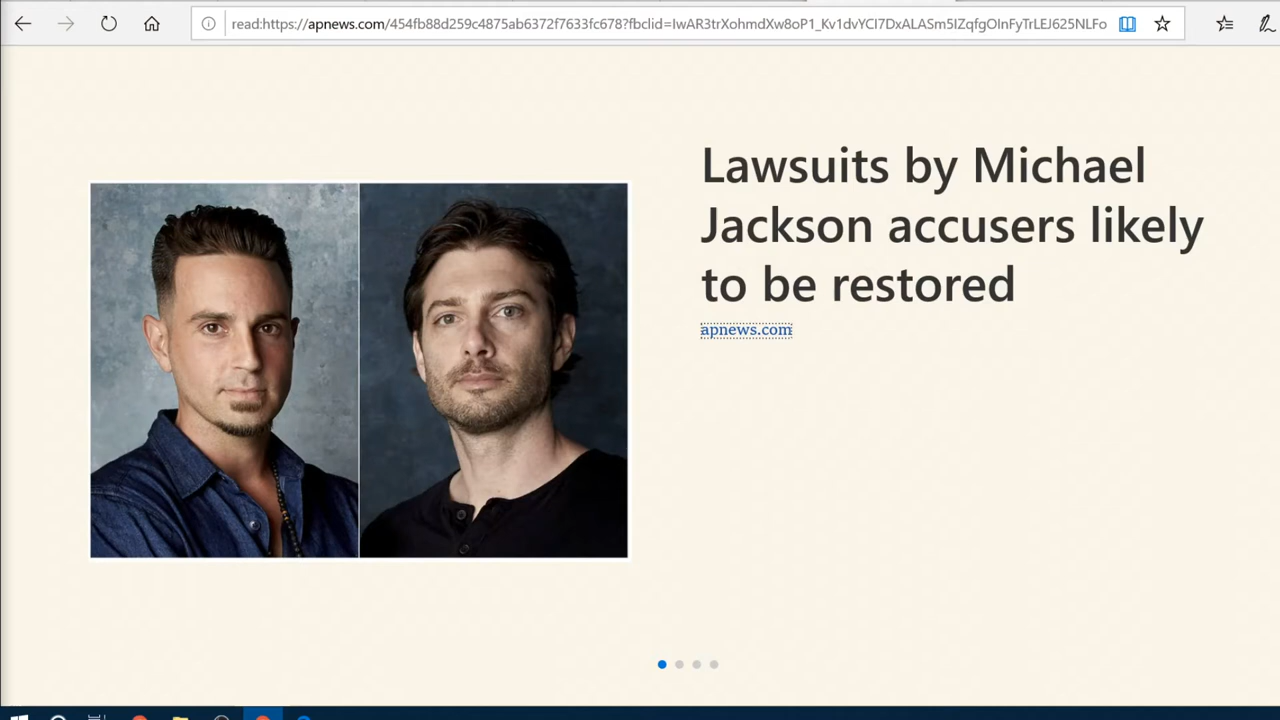 read:https://apnews.com/454fb88d259c4875ab6372f7633fc678?fbclid=IwAR3trXohmdXw8oP1_Kv1dvYCI7DxALASm5IZqfgOInFyTrLEJ625NLFo
Lawsuits by Michael
Jackson accusers likely
to be restored
apnews.com